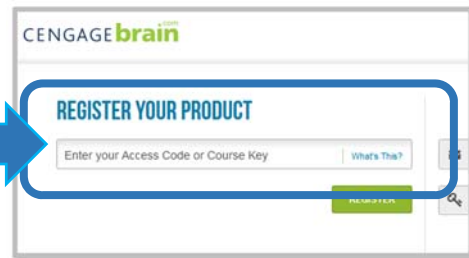 CENGAGEbrain.com
REGISTER YOUR PRODUCT
Enter your Access Code or Course Key What's This?
REGISTER